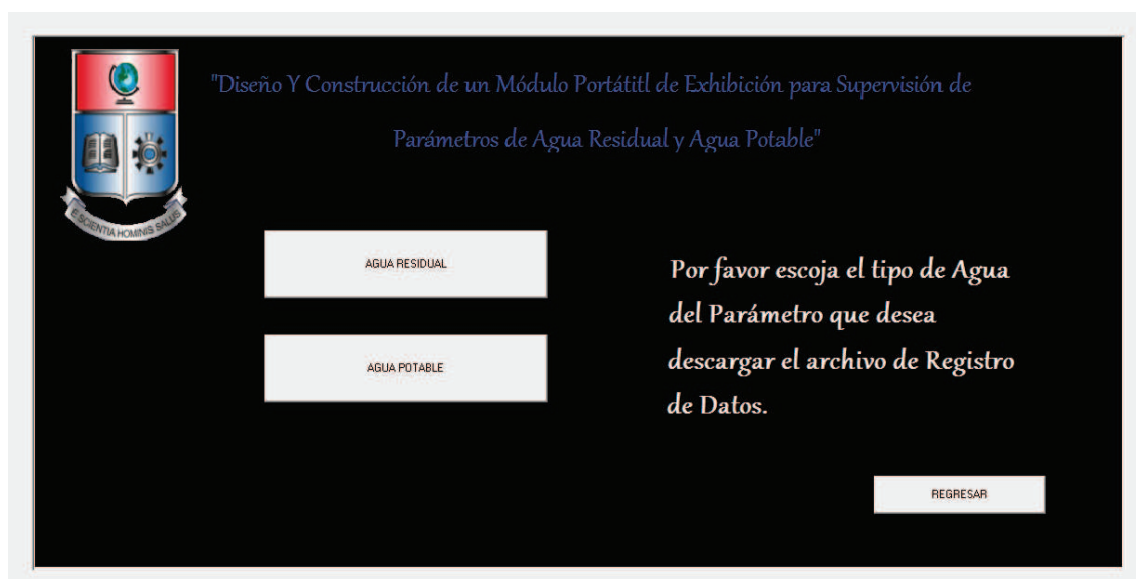 "Diseño Y Construcción de un Módulo Portátitl de Exhibición para Supervisión de
Parámetros de Agua Residual y Agua Potable"
E SCIENTIA HOMINIS SALUS
AGUA RESIDUAL
AGUA POTABLE
Por favor escoja el tipo de Agua
del Parámetro que desea
descargar el archivo de Registro
de Datos.
REGRESAR